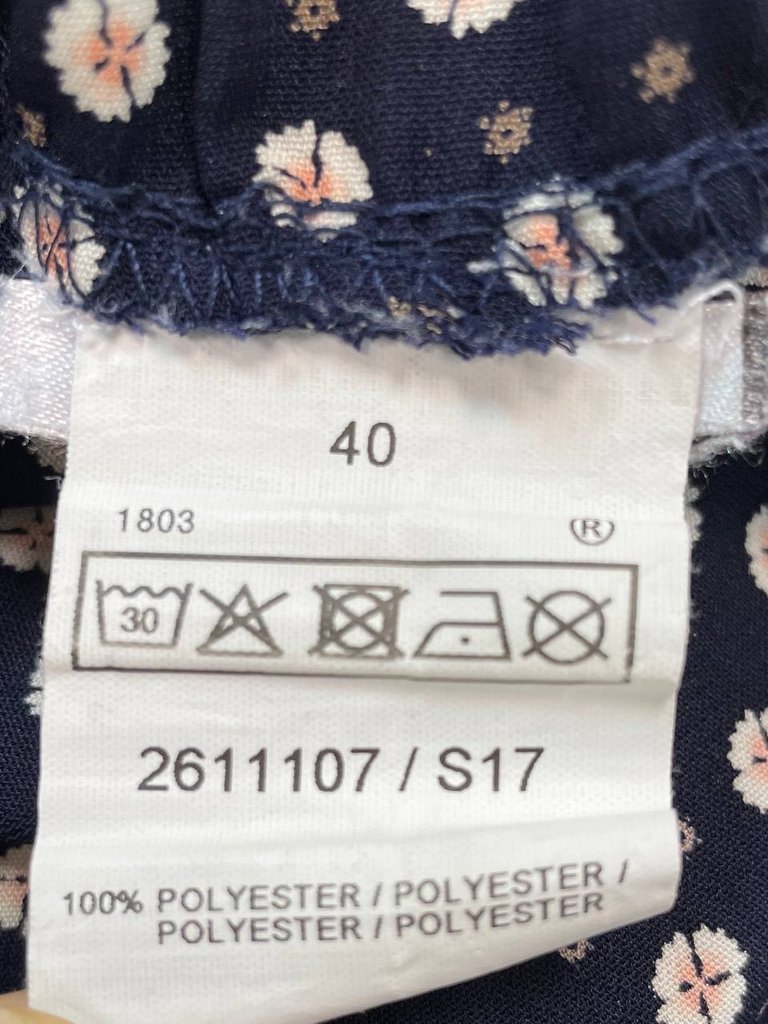 40
1803 ®
30
2611107 / S17
100% POLYESTER / POLYESTER /
POLYESTER / POLYESTER